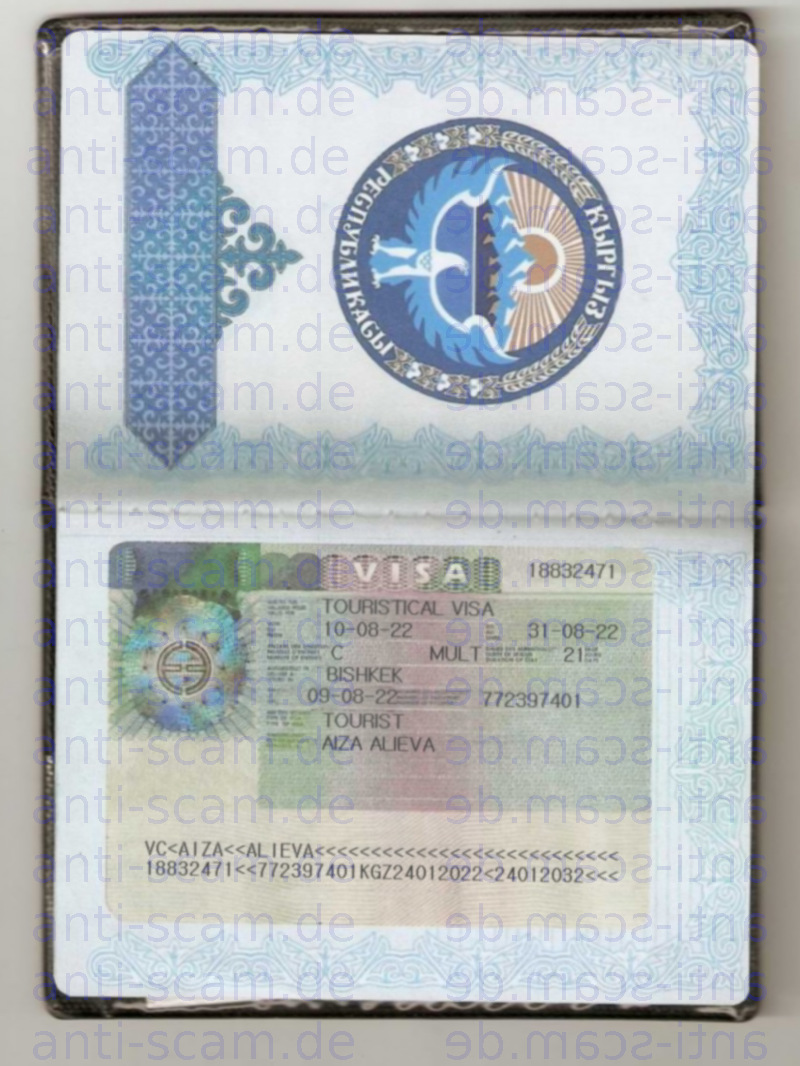 КЫРГЫЗ
РЕСПУБЛИКАСЫ
VISA 18832471
TOURISTICAL VISA
10-08-22 31-08-22
C MULT 21
BISHKEK
09-08-22 772397401
TOURIST
AIZA ALIEVA
VC<AIZA<<ALIEVA<<<<<<<<<<<<<<<<<<<<<<<<<<<
18832471<<772397401KGZ24012022<24012032<<<
anti-scam.de